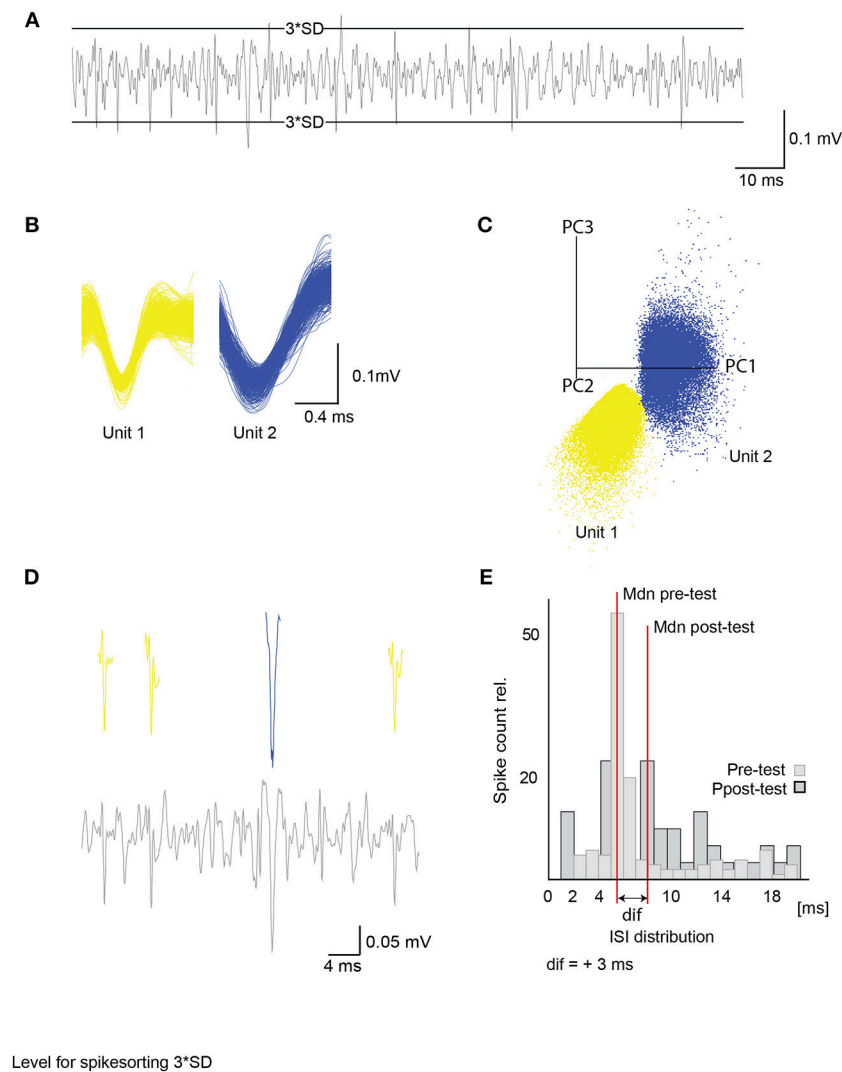 A
3*SD
3*SD
0.1 mV
10 ms
B
0.1mV
0.4 ms
Unit 1
Unit 2
C
PC3
PC1
PC2
Unit 2
Unit 1
D
0.05 mV
4 ms
E
Mdn pre-test
Mdn post-test
50
Spike count rel.
20
Pre-test
Ppost-test
0 2 4 10 18 [ms]
dif
ISI distribution
dif = + 3 ms
Level for spikesorting 3*SD